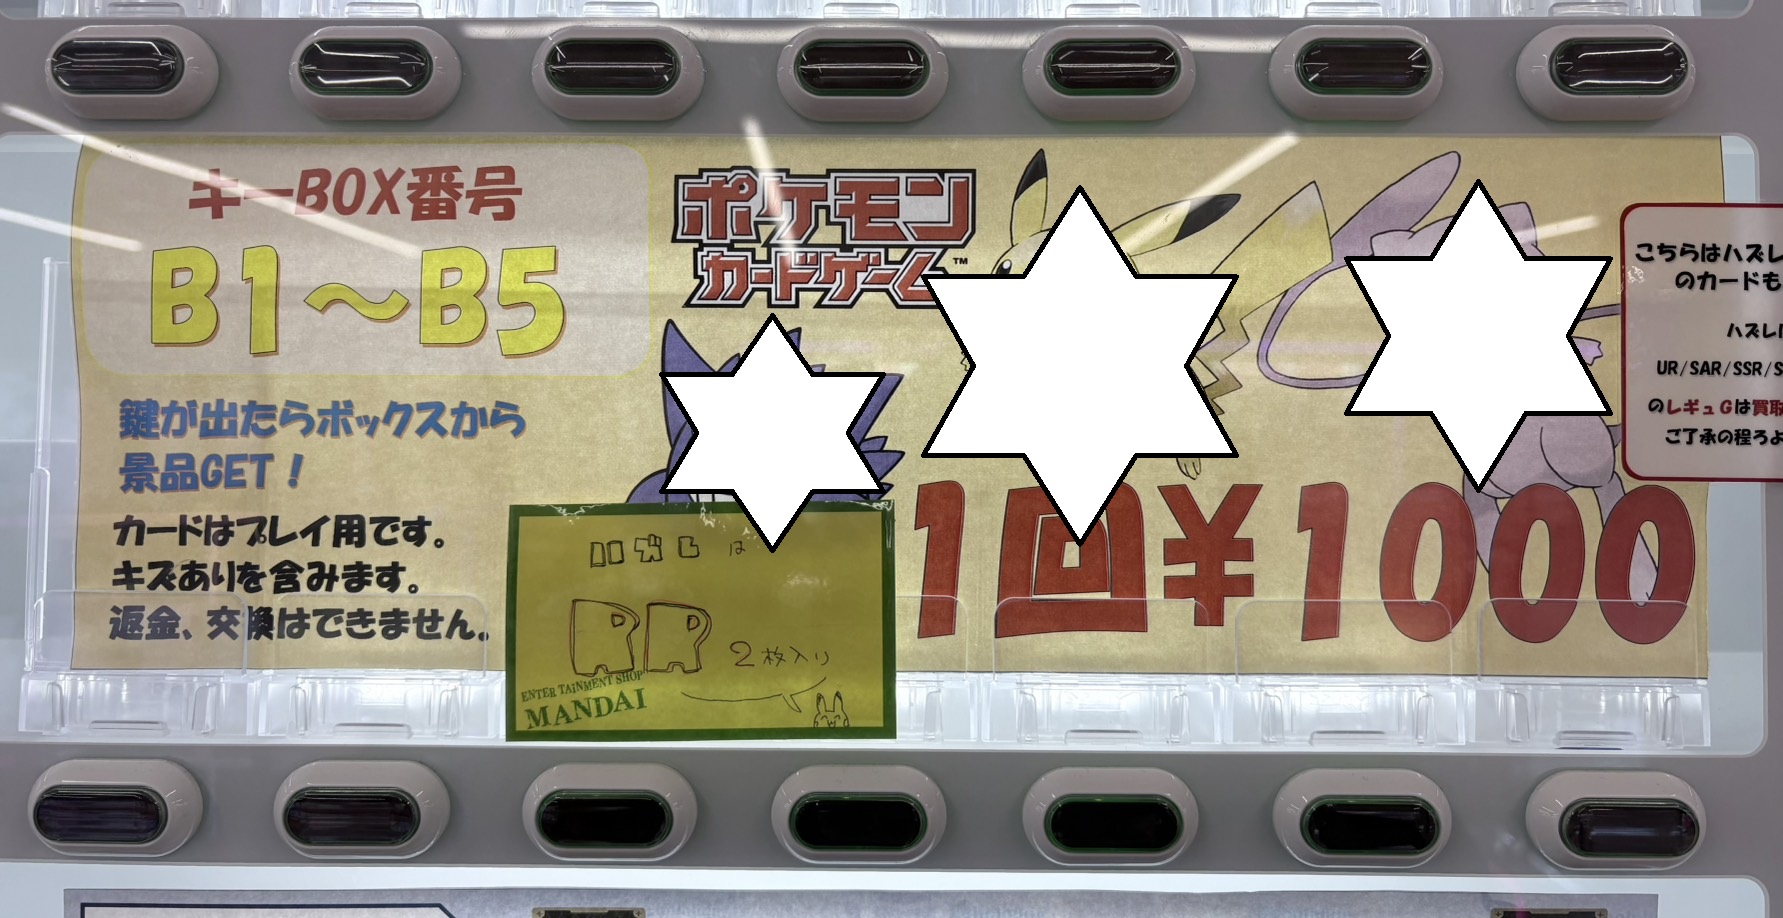 キーBOX番号
B1～B5
鍵が出たらボックスから
景品GET！
カードはプレイ用です。
キズありを含みます。
返金、交換はできません。
ポケモン
カードゲーム™
ハズレは
RR 2枚入り
ENTERTAINMENT SHOP
MANDAI
1回¥1000
こちらはハズレ
のカードも
ハズレ
UR/SAR/SSR/S
のレギュGは買取
ご了承の程ろよ